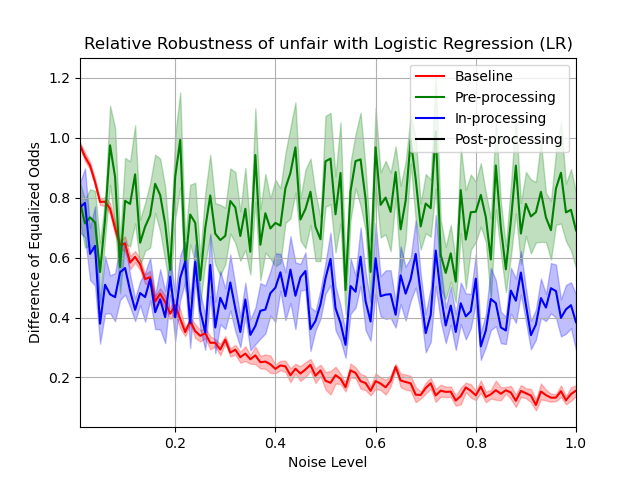 Relative Robustness of unfair with Logistic Regression (LR)
Difference of Equalized Odds
1.2
1.0
0.8
0.6
0.4
0.2
Baseline
Pre-processing
In-processing
Post-processing
0.2 0.4 0.6 0.8 1.0
Noise Level